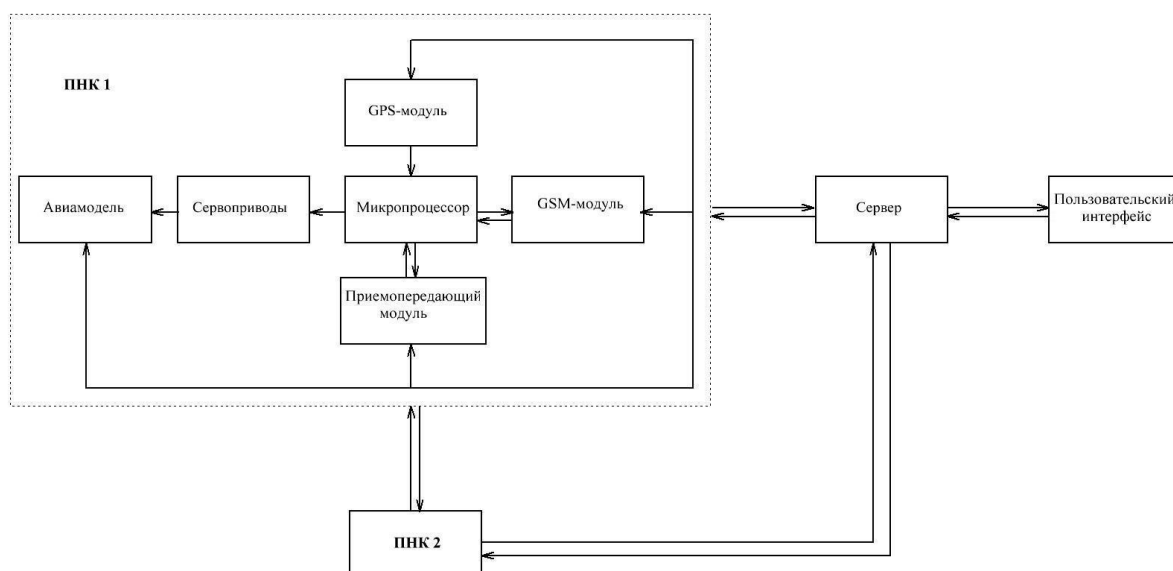 ПНК 1
GPS-модуль
Авиамодель
Сервоприводы
Микропроцессор
GSM-модуль
Сервер
Пользовательский
интерфейс
Приемопередающий
модуль
ПНК 2